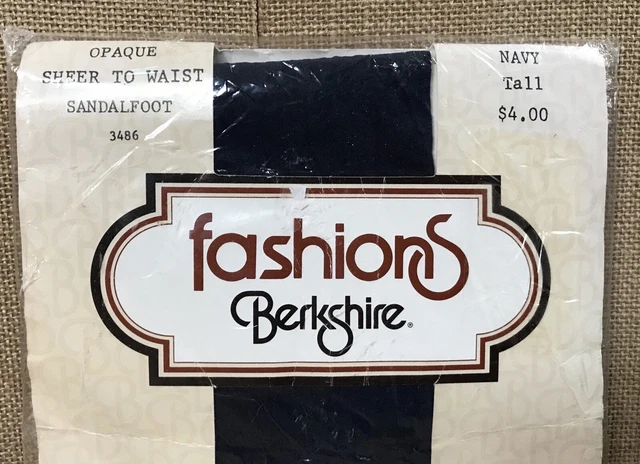 OPAQUE
SHEER TO WAIST
SANDALFOOT
3486
NAVY
Tall
$4.00
fashionS
Berkshire®